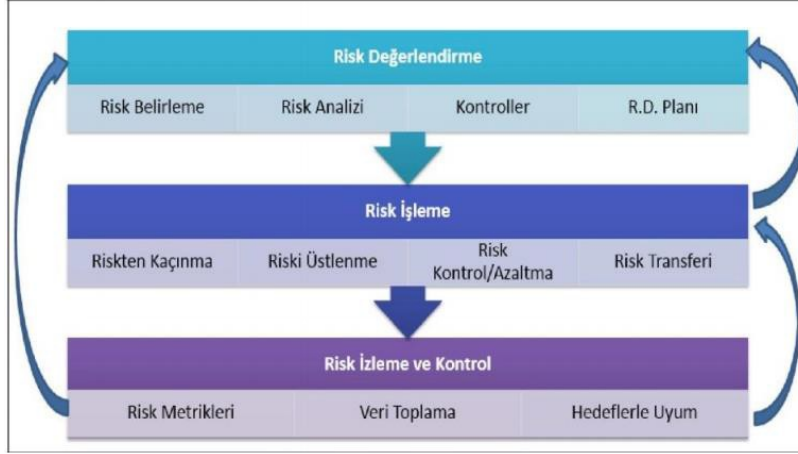 Risk Değerlendirme
Risk Belirleme
Risk Analizi
Kontroller
R.D. Planı
Risk İşleme
Riskten Kaçınma
Riski Üstlenme
Risk
Kontrol/Azaltma
Risk Transferi
Risk İzleme ve Kontrol
Risk Metrikleri
Veri Toplama
Hedeflerle Uyum